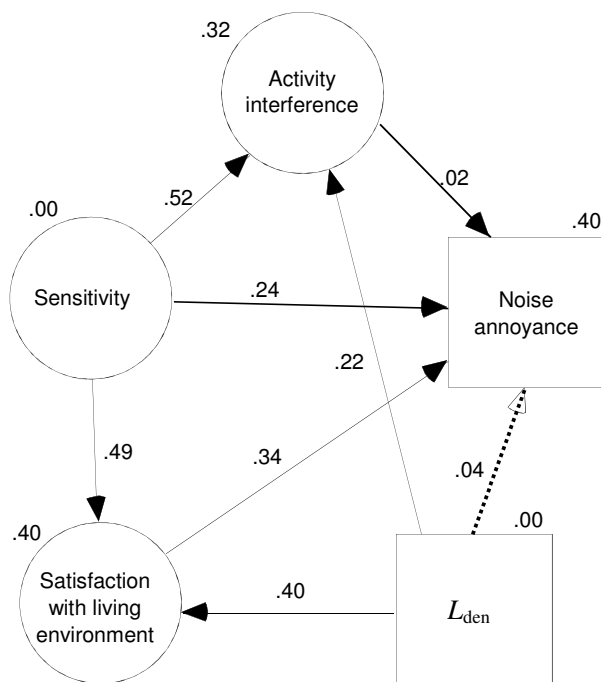 .32
Activity
interference
.02
.52
.00
.40
Sensitivity
.24
Noise
annoyance
.22
.49
.34
.04
.40
.00
Satisfaction
with living
environment
.40
Lden